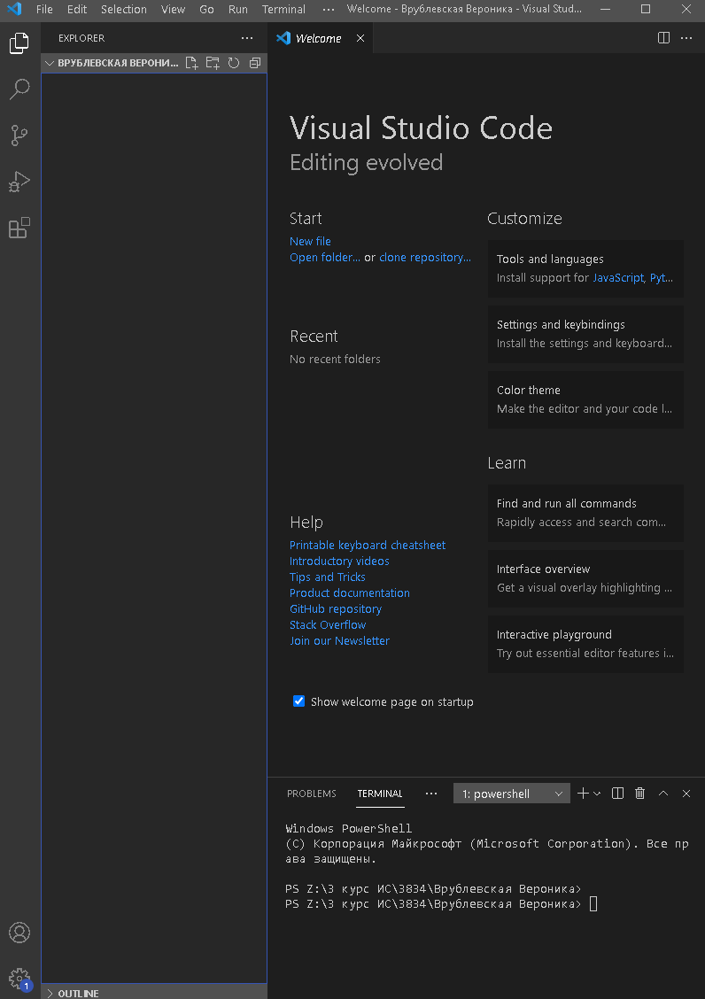 File Edit Selection View Go Run Terminal ··· Welcome - Врублевская Вероника - Visual Stud...
EXPLORER ···
ВРУБЛЕВСКАЯ ВЕРОНИ...
Welcome
Visual Studio Code
Editing evolved
Start
New file
Open folder... or clone repository...
Recent
No recent folders
Help
Printable keyboard cheatsheet
Introductory videos
Tips and Tricks
Product documentation
GitHub repository
Stack Overflow
Join our Newsletter
Customize
Tools and languages
Install support for JavaScript, Pyt...
Settings and keybindings
Install the settings and keyboard...
Color theme
Make the editor and your code l...
Learn
Find and run all commands
Rapidly access and search com...
Interface overview
Get a visual overlay highlighting ...
Interactive playground
Try out essential editor features i...
Show welcome page on startup
PROBLEMS TERMINAL ··· 1: powershell
Windows PowerShell
(C) Корпорация Майкрософт (Microsoft Corporation). Все пр
ава защищены.
PS Z:\3 курс ИС\3834\Врублевская Вероника>
PS Z:\3 курс ИС\3834\Врублевская Вероника>
1
OUTLINE